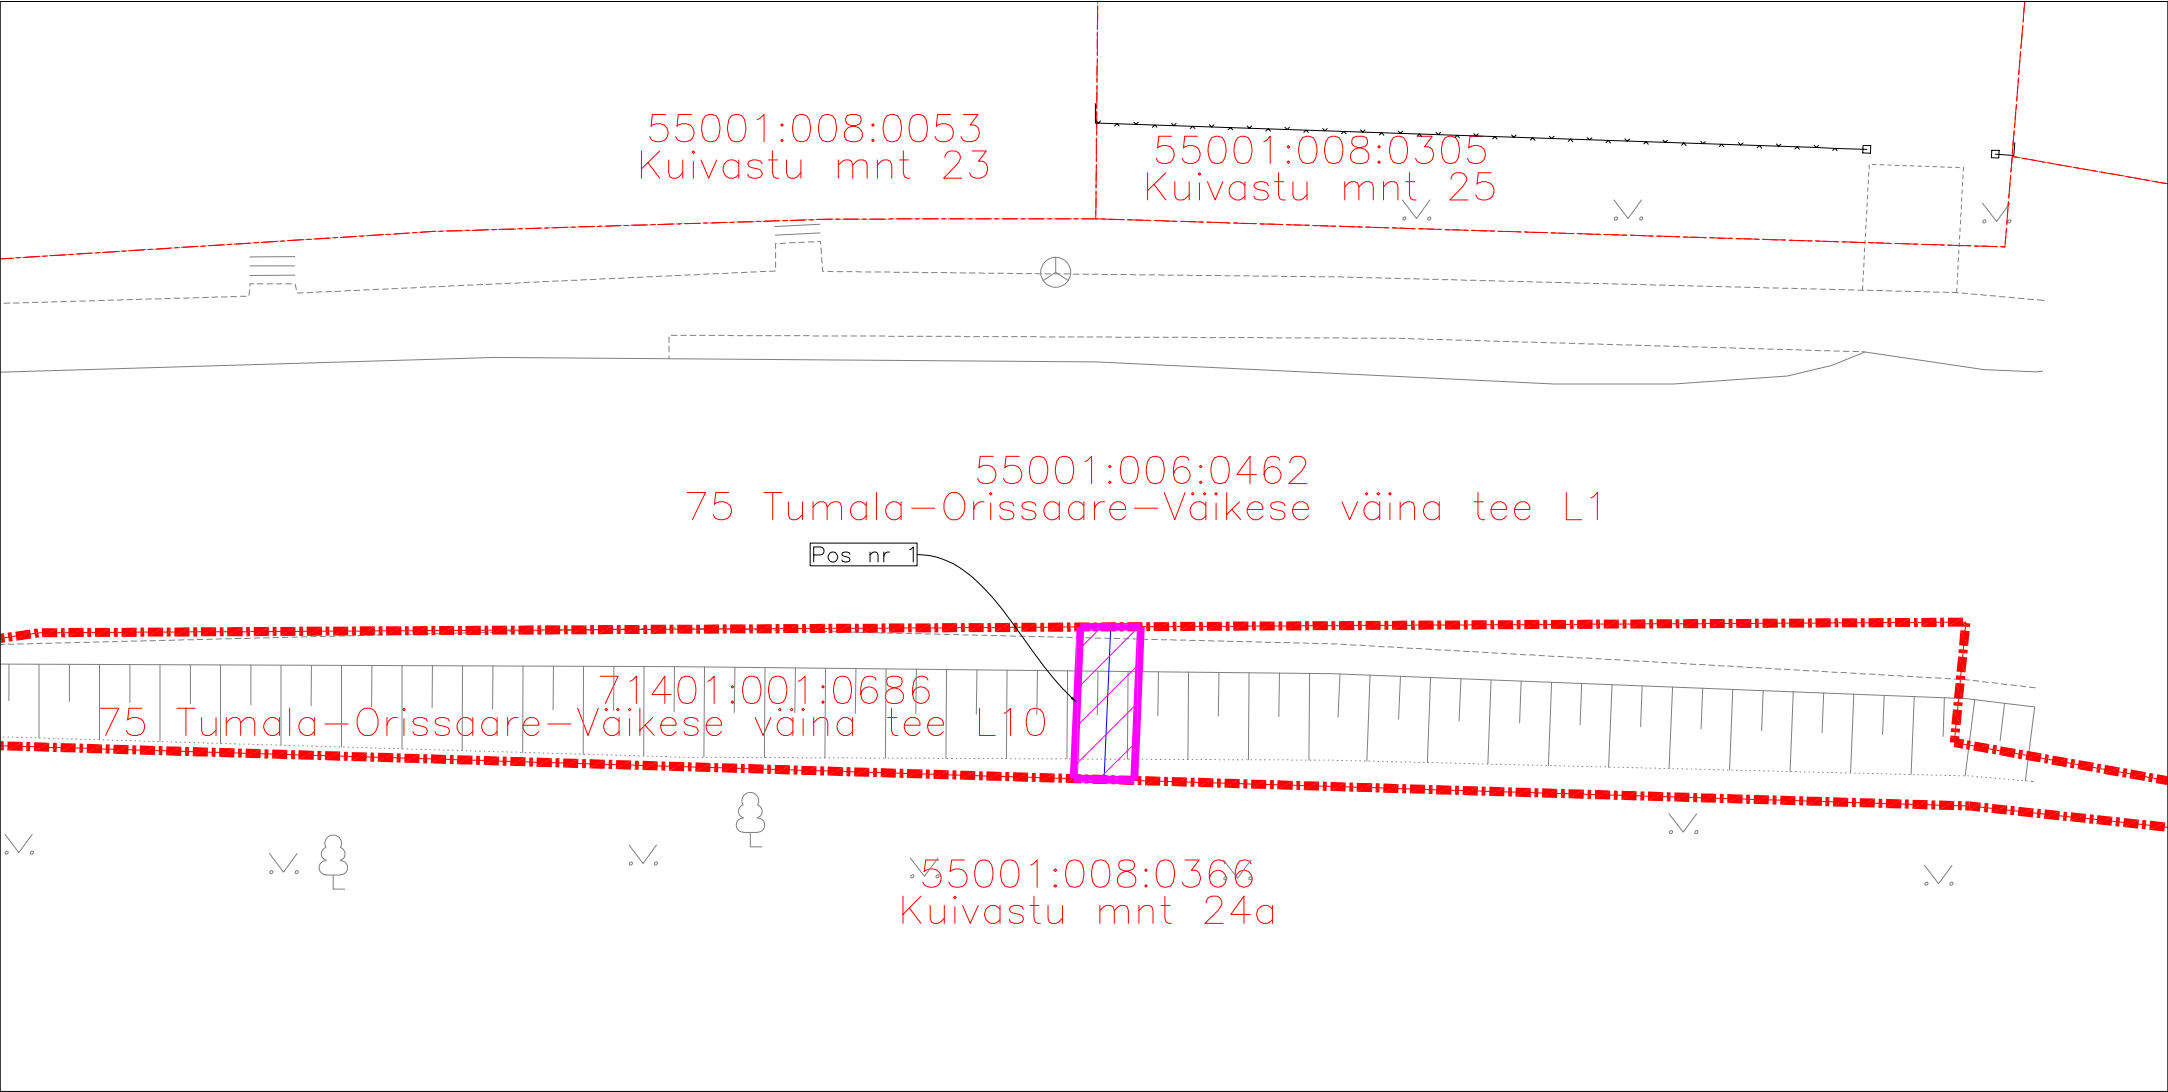 55001:008:0053
Kuivastu mnt 23
55001:008:0305
Kuivastu mnt 25
55001:006:0462
75 Tumala-Orissaare-Väikese väina tee L1
Pos nr 1
71401:001:0686
75 Tumala-Orissaare-Väikese väina tee L10
55001:008:0366
Kuivastu mnt 24a